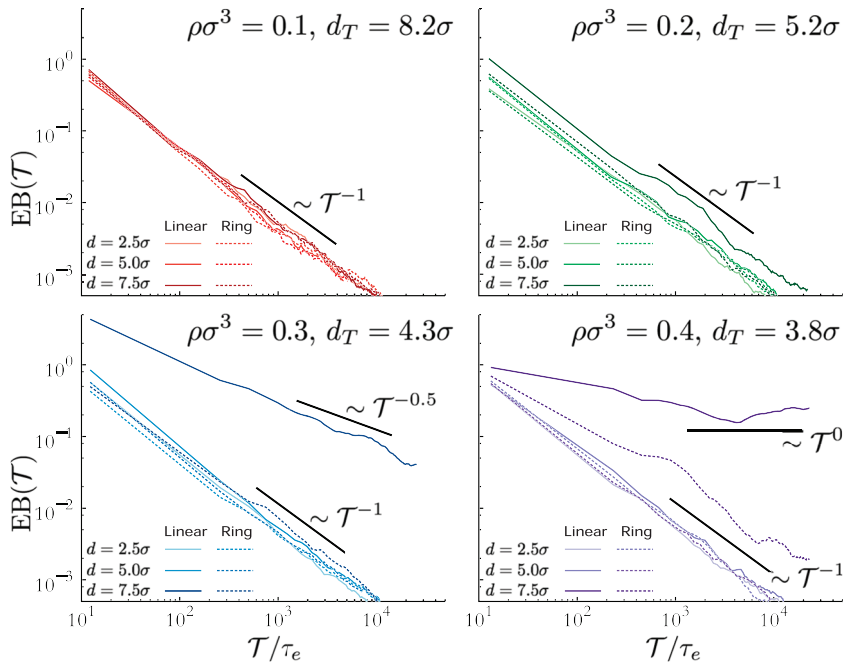 ρσ³ = 0.1, d_T = 8.2σ
10⁰
10⁻¹
10⁻²
10⁻³
EB(𝒯)
~ 𝒯⁻¹
Linear Ring
d = 2.5σ
d = 5.0σ
d = 7.5σ
ρσ³ = 0.2, d_T = 5.2σ
~ 𝒯⁻¹
Linear Ring
d = 2.5σ
d = 5.0σ
d = 7.5σ
ρσ³ = 0.3, d_T = 4.3σ
10⁰
10⁻¹
10⁻²
10⁻³
EB(𝒯)
~ 𝒯⁻⁰·⁵
~ 𝒯⁻¹
Linear Ring
d = 2.5σ
d = 5.0σ
d = 7.5σ
10¹ 10² 10³ 10⁴
𝒯/τₑ
ρσ³ = 0.4, d_T = 3.8σ
~ 𝒯⁰
~ 𝒯⁻¹
Linear Ring
d = 2.5σ
d = 5.0σ
d = 7.5σ
10¹ 10² 10³ 10⁴
𝒯/τₑ